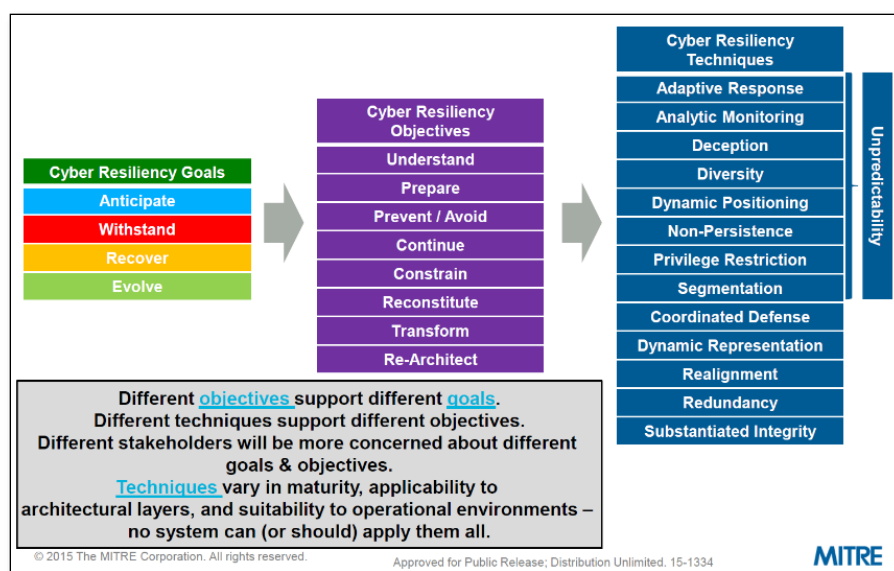 Cyber Resiliency Goals
Anticipate
Withstand
Recover
Evolve
Cyber Resiliency
Objectives
Understand
Prepare
Prevent / Avoid
Continue
Constrain
Reconstitute
Transform
Re-Architect
Cyber Resiliency
Techniques
Adaptive Response
Analytic Monitoring
Deception
Diversity
Dynamic Positioning
Non-Persistence
Privilege Restriction
Segmentation
Coordinated Defense
Dynamic Representation
Realignment
Redundancy
Substantiated Integrity
Unpredictability
Different objectives support different goals.
Different techniques support different objectives.
Different stakeholders will be more concerned about different
goals & objectives.
Techniques vary in maturity, applicability to
architectural layers, and suitability to operational environments –
no system can (or should) apply them all.
© 2015 The MITRE Corporation. All rights reserved.
Approved for Public Release; Distribution Unlimited. 15-1334
MITRE